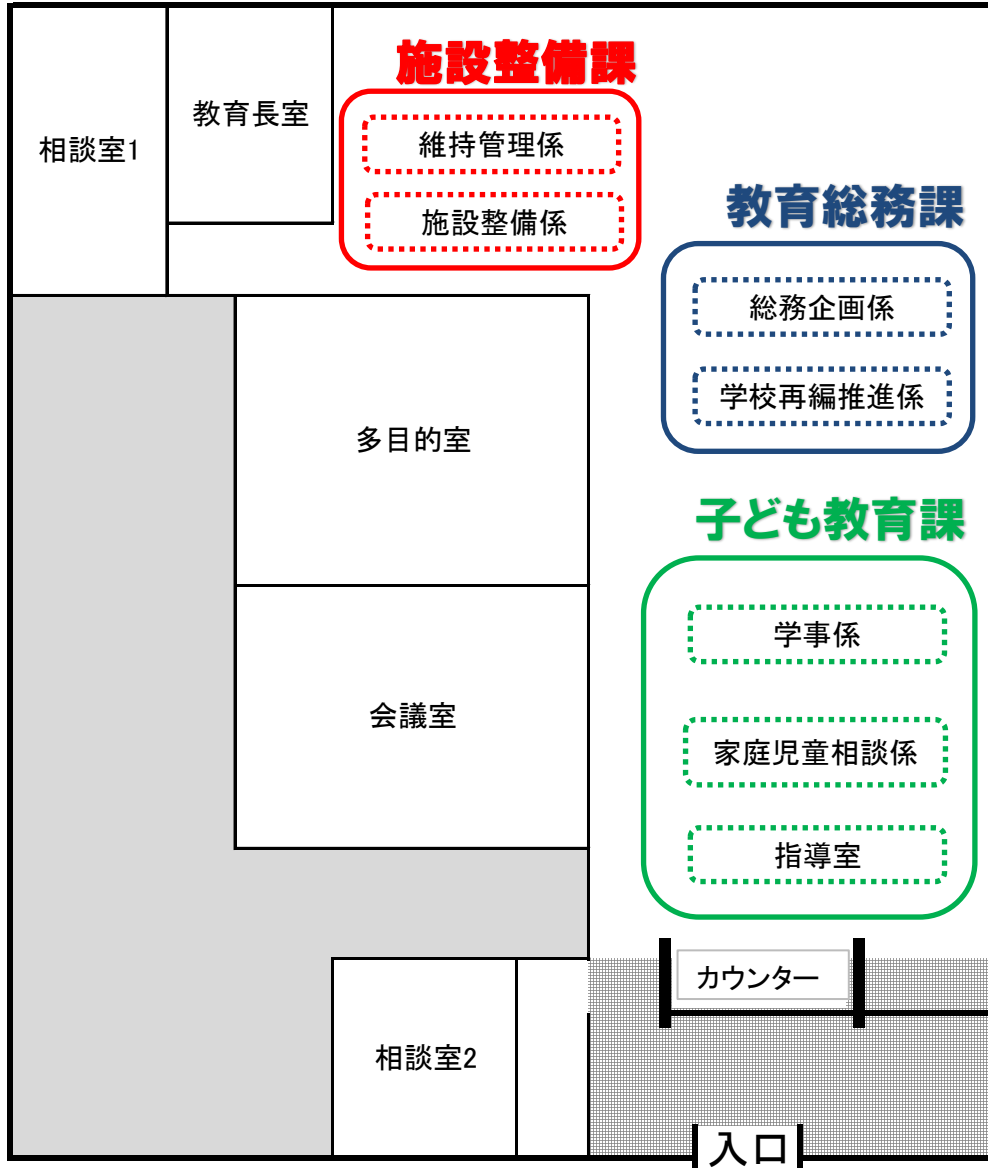 施設整備課
教育長室
相談室1
維持管理係
施設整備係
教育総務課
総務企画係
学校再編推進係
多目的室
子ども教育課
学事係
会議室
家庭児童相談係
指導室
カウンター
相談室2
入口